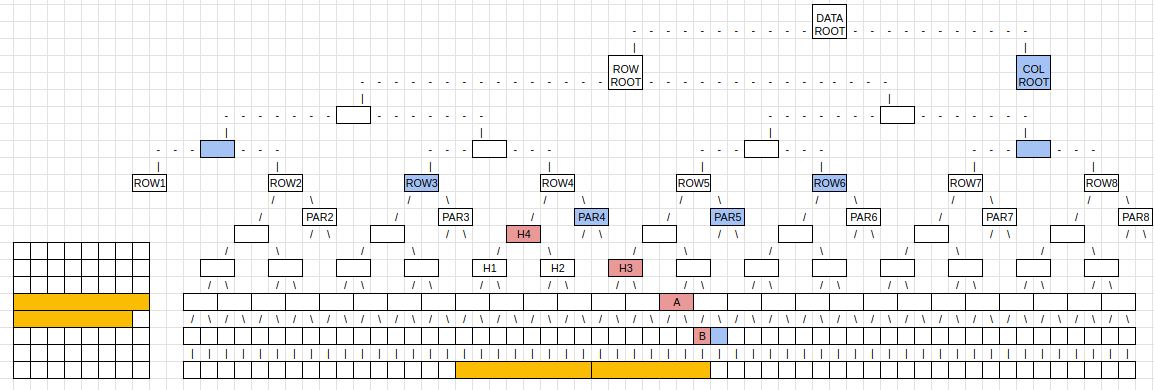 DATA
ROOT
ROW
ROOT
COL
ROOT
ROW1 ROW2 ROW3 ROW4 ROW5 ROW6 ROW7 ROW8
PAR2 PAR3 PAR4 PAR5 PAR6 PAR7 PAR8
H4
H1 H2 H3
A
B